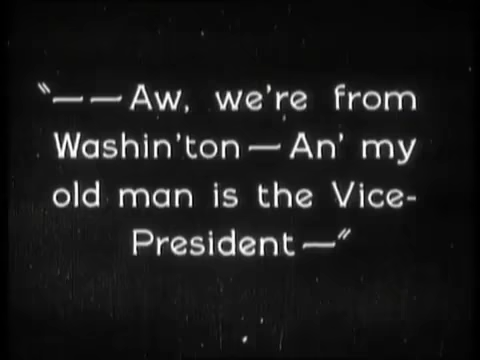 "——Aw, we're from
Washin'ton—An' my
old man is the Vice-
President—"